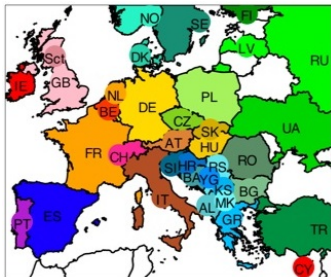 NO
SE
FI
RU
Sct
DK
LV
IE
GB
NL
BE
DE
PL
CZ
UA
SK
FR
CH
AT
HU
SI
HR
RO
BA
RS
YG
IT
KS
BG
MK
AL
GR
PT
ES
TR
CY